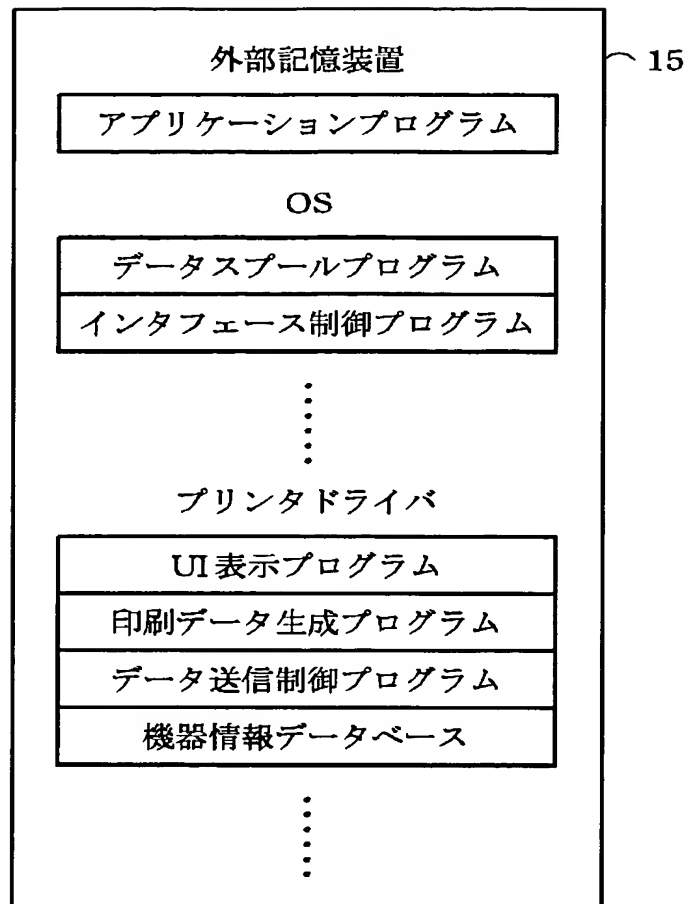 外部記憶装置
15
アプリケーションプログラム
OS
データスプールプログラム
インタフェース制御プログラム
プリンタドライバ
UI表示プログラム
印刷データ生成プログラム
データ送信制御プログラム
機器情報データベース